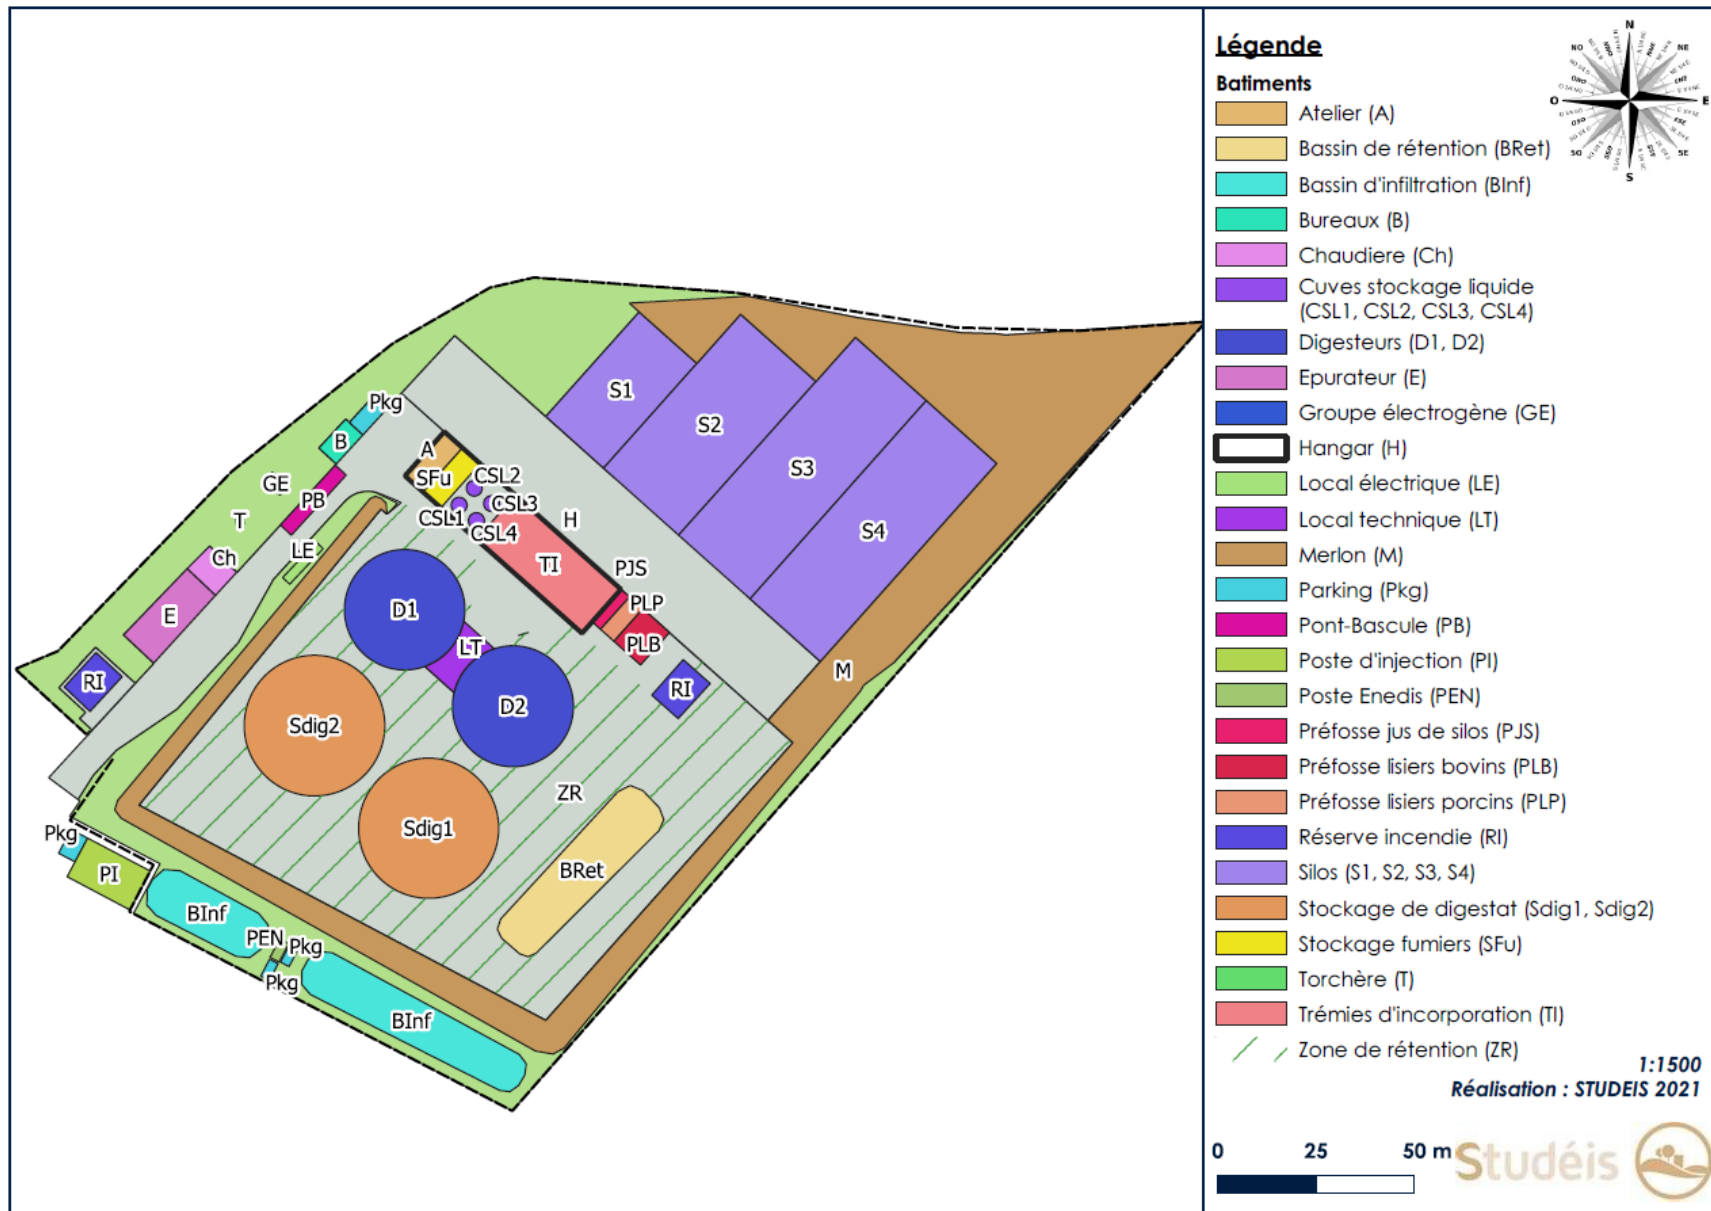 S1
S2
S3
S4
Pkg
B
A
SFu
CSL2
CSL3
CSL1
CSL4
H
GE
PB
T
LE
TI
PJS
Ch
PLP
D1
E
LT
PLB
M
RI
RI
D2
Sdig2
ZR
Sdig1
Pkg
BRet
PI
BInf
PEN
Pkg
Pkg
BInf
Légende
N
NO
NE
O
E
SO
SE
S
Batiments
Atelier (A)
Bassin de rétention (BRet)
Bassin d'infiltration (BInf)
Bureaux (B)
Chaudiere (Ch)
Cuves stockage liquide
(CSL1, CSL2, CSL3, CSL4)
Digesteurs (D1, D2)
Epurateur (E)
Groupe électrogène (GE)
Hangar (H)
Local électrique (LE)
Local technique (LT)
Merlon (M)
Parking (Pkg)
Pont-Bascule (PB)
Poste d'injection (PI)
Poste Enedis (PEN)
Préfosse jus de silos (PJS)
Préfosse lisiers bovins (PLB)
Préfosse lisiers porcins (PLP)
Réserve incendie (RI)
Silos (S1, S2, S3, S4)
Stockage de digestat (Sdig1, Sdig2)
Stockage fumiers (SFu)
Torchère (T)
Trémies d'incorporation (TI)
Zone de rétention (ZR)
1:1500
Réalisation : STUDEIS 2021
0 25 50 m
Studéis